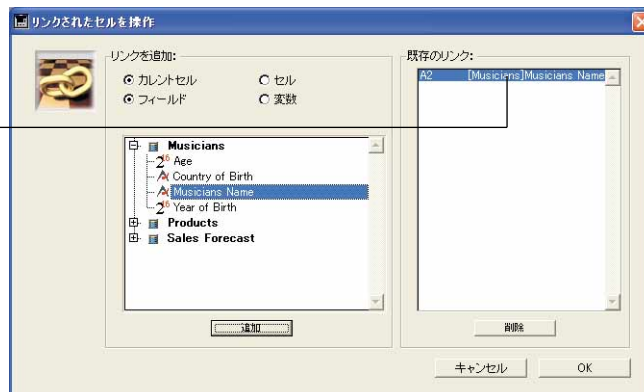 リンクされたセルを操作
リンクを追加:
カレントセル
セル
フィールド
変数
Musicians
Age
Country of Birth
Musicians Name
Year of Birth
Products
Sales Forecast
追加
既存のリンク:
A2 [Musicians]Musicians Name
削除
キャンセル
OK